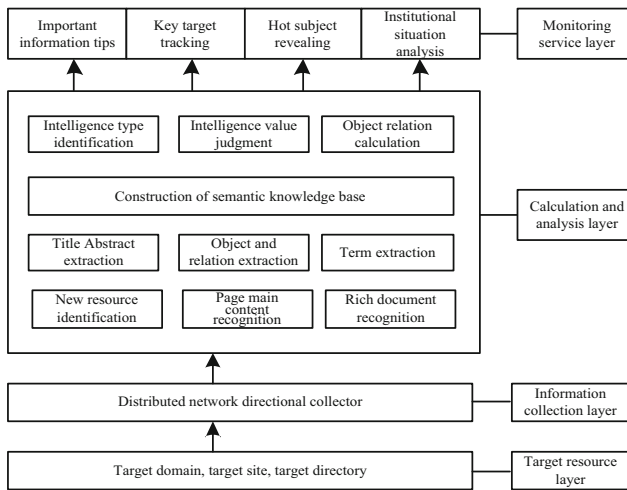 Important
information tips
Key target
tracking
Hot subject
revealing
Institutional
situation
analysis
Monitoring
service layer
Intelligence type
identification
Intelligence value
judgment
Object relation
calculation
Construction of semantic knowledge base
Calculation and
analysis layer
Title Abstract
extraction
Object and
relation extraction
Term extraction
New resource
identification
Page main
content
recognition
Rich document
recognition
Distributed network directional collector
Information
collection layer
Target domain, target site, target directory
Target resource
layer